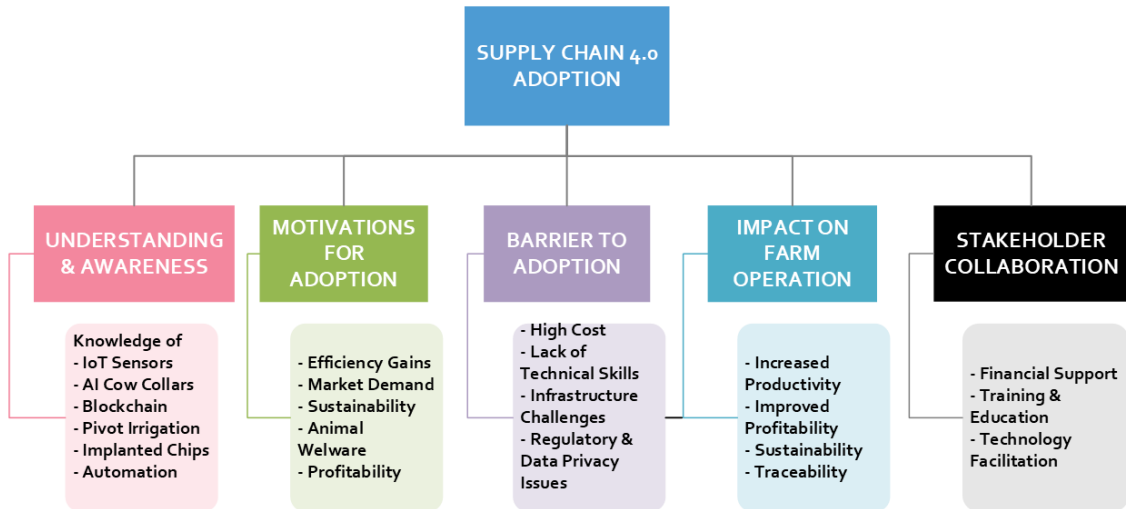 SUPPLY CHAIN 4.0
ADOPTION
UNDERSTANDING
& AWARENESS
Knowledge of
- IoT Sensors
- AI Cow Collars
- Blockchain
- Pivot Irrigation
- Implanted Chips
- Automation
MOTIVATIONS
FOR
ADOPTION
- Efficiency Gains
- Market Demand
- Sustainability
- Animal
Welware
- Profitability
BARRIER TO
ADOPTION
- High Cost
- Lack of
Technical Skills
- Infrastructure
Challenges
- Regulatory &
Data Privacy
Issues
IMPACT ON
FARM
OPERATION
- Increased
Productivity
- Improved
Profitability
- Sustainability
- Traceability
STAKEHOLDER
COLLABORATION
- Financial Support
- Training &
Education
- Technology
Facilitation